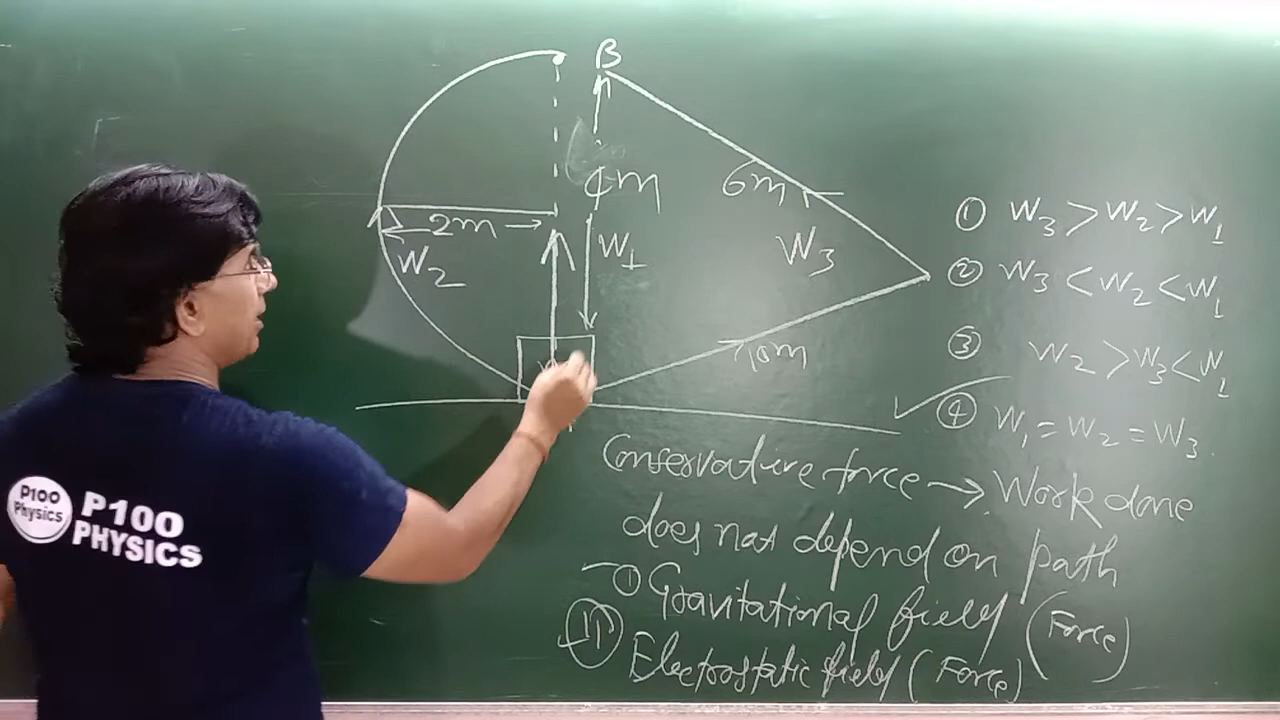 B
4m
6m
2m
W₁
W₃
W₂
10m
① W₃ > W₂ > W₁
② W₃ < W₂ < W₁
③ W₂ > W₃ < W₁
④ W₁ = W₂ = W₃
Conservative force → Work done
does not depend on path
① Gravitational field (Force)
⑪ Electrostatic field (Force)
P100
Physics
P100
PHYSICS